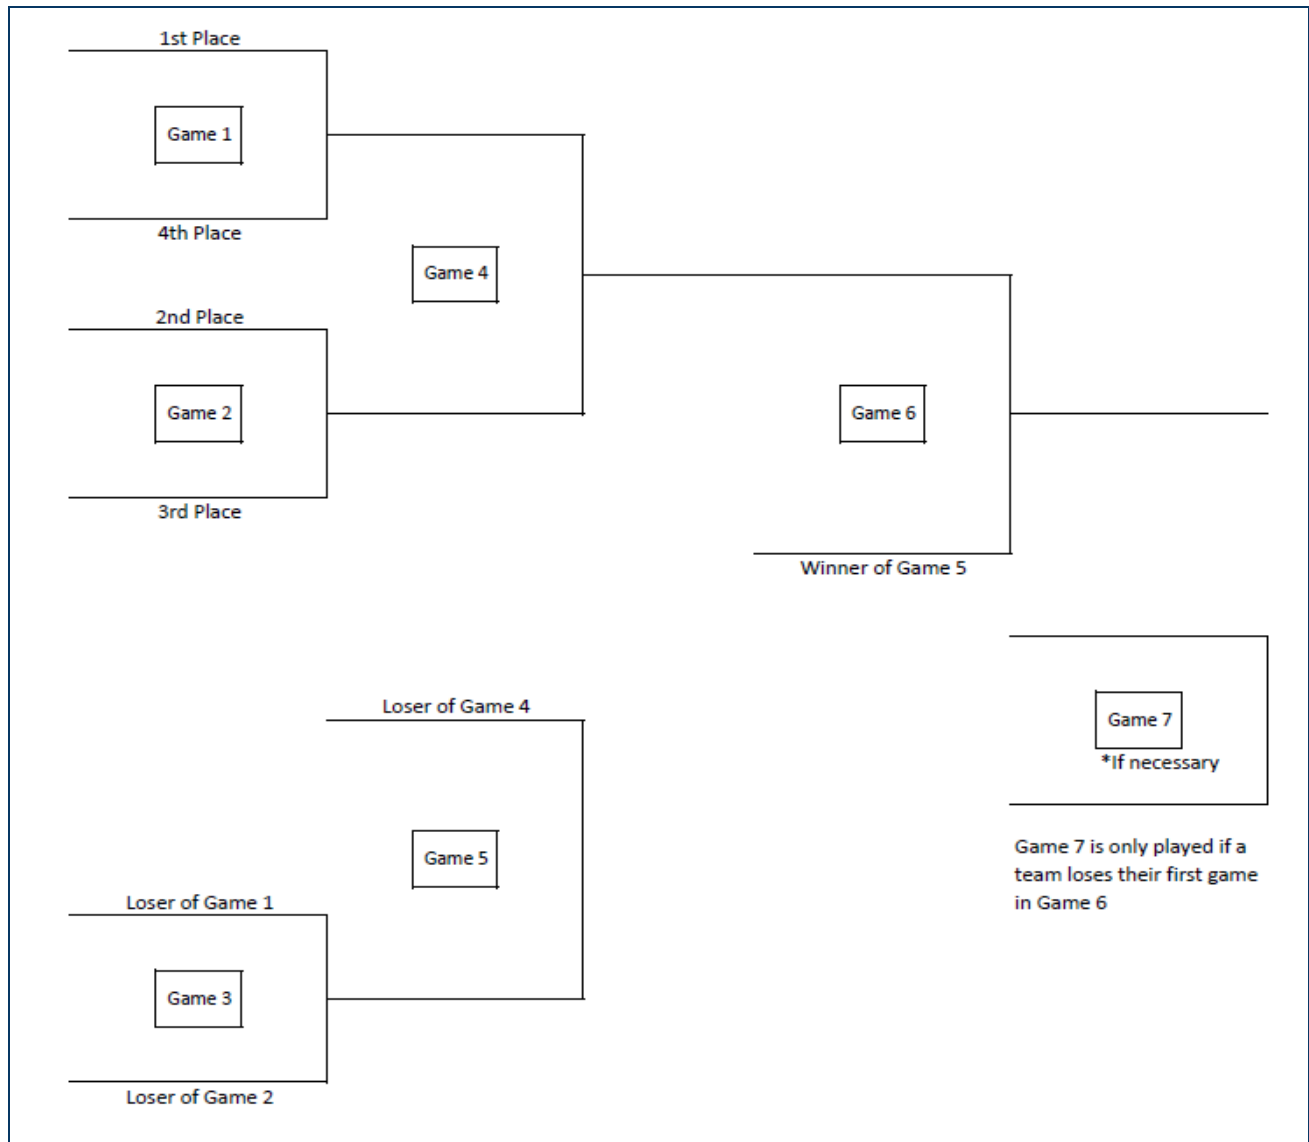 1st Place
Game 1
4th Place
Game 4
2nd Place
Game 2
Game 6
3rd Place
Winner of Game 5
Loser of Game 4
Game 7
*If necessary
Game 5
Game 7 is only played if a
team loses their first game
in Game 6
Loser of Game 1
Game 3
Loser of Game 2